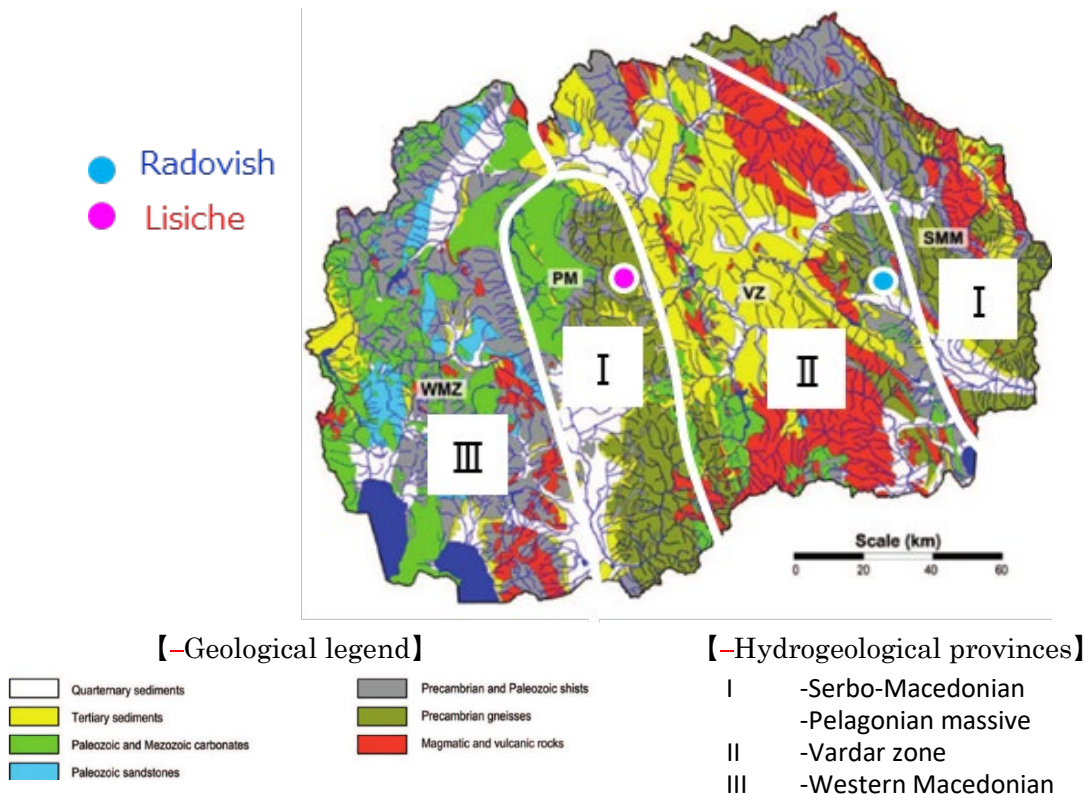 Radovish
Lisiche
SMM
PM
VZ
I
I
II
WMZ
III
Scale (km)
0 20 40 60
【–Geological legend】
Quarternary sediments
Tertiary sediments
Paleozoic and Mezozoic carbonates
Paleozic sandstones
Precambrian and Paleozoic shists
Precambrian gneisses
Magmatic and vulcanic rocks
【–Hydrogeological provinces】
I -Serbo-Macedonian
-Pelagonian massive
II -Vardar zone
III -Western Macedonian